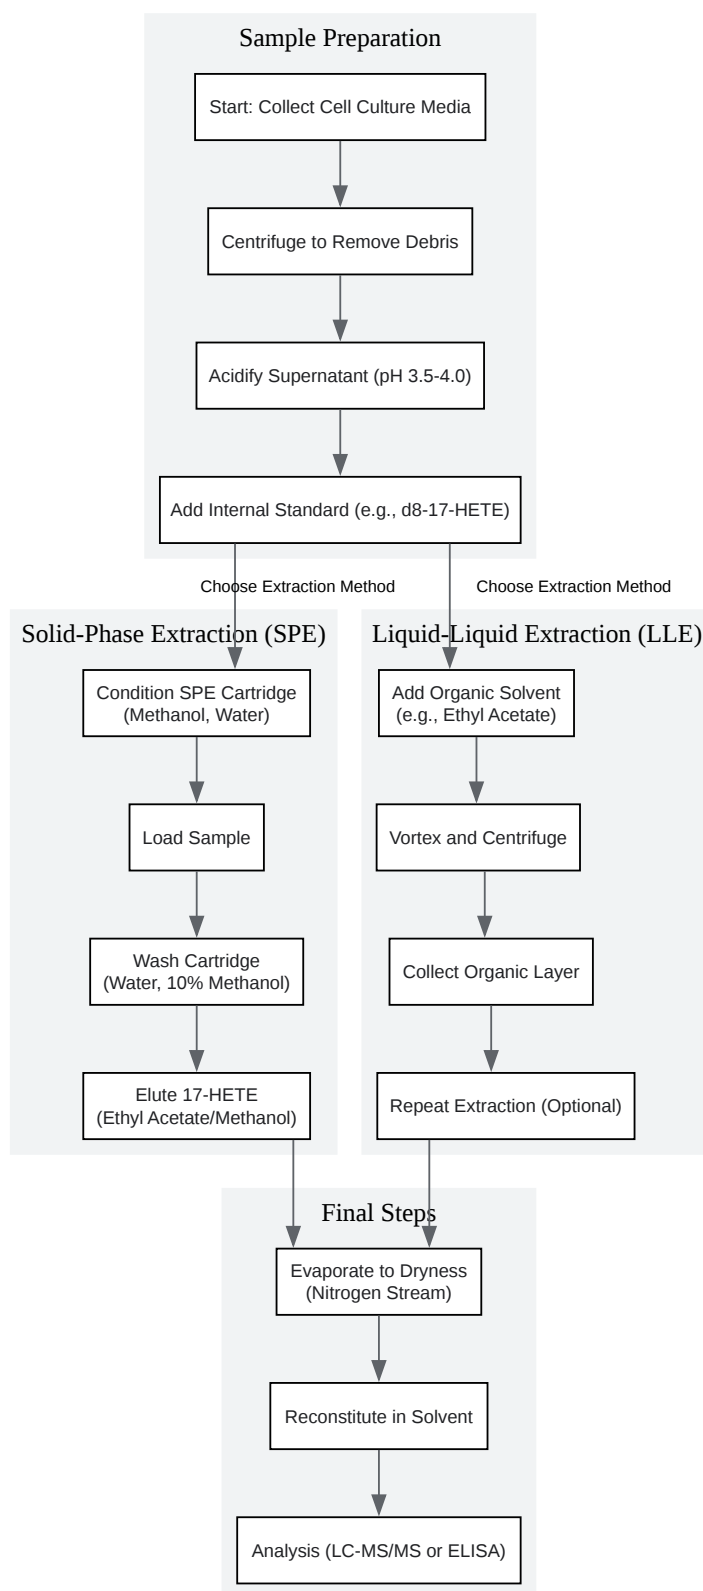 Sample Preparation
Start: Collect Cell Culture Media
Centrifuge to Remove Debris
Acidify Supernatant (pH 3.5-4.0)
Add Internal Standard (e.g., d8-17-HETE)
Choose Extraction Method
Choose Extraction Method
Solid-Phase Extraction (SPE)
Condition SPE Cartridge
(Methanol, Water)
Load Sample
Wash Cartridge
(Water, 10% Methanol)
Elute 17-HETE
(Ethyl Acetate/Methanol)
Liquid-Liquid Extraction (LLE)
Add Organic Solvent
(e.g., Ethyl Acetate)
Vortex and Centrifuge
Collect Organic Layer
Repeat Extraction (Optional)
Final Steps
Evaporate to Dryness
(Nitrogen Stream)
Reconstitute in Solvent
Analysis (LC-MS/MS or ELISA)